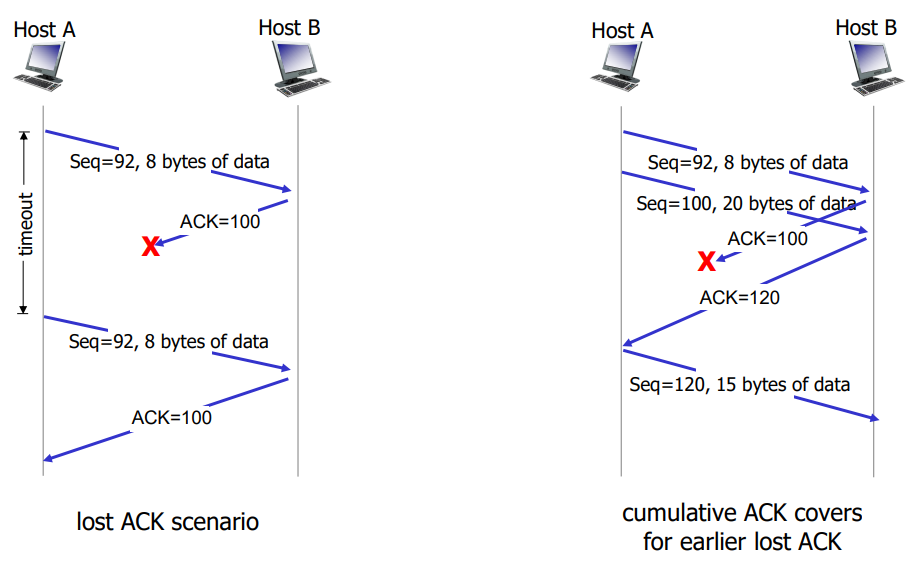 Host A
Host B
Seq=92, 8 bytes of data
ACK=100
X
timeout
Seq=92, 8 bytes of data
ACK=100
lost ACK scenario
Host A
Host B
Seq=92, 8 bytes of data
Seq=100, 20 bytes of data
ACK=100
X
ACK=120
Seq=120, 15 bytes of data
cumulative ACK covers
for earlier lost ACK